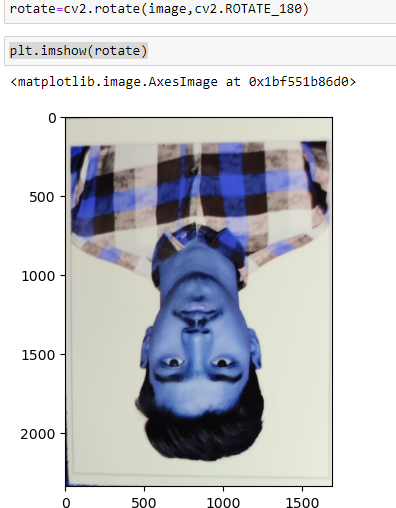 rotate=cv2.rotate(image,cv2.ROTATE_180)
plt.imshow(rotate)
<matplotlib.image.AxesImage at 0x1bf551b86d0>
0
500
1000
1500
2000
0 500 1000 1500